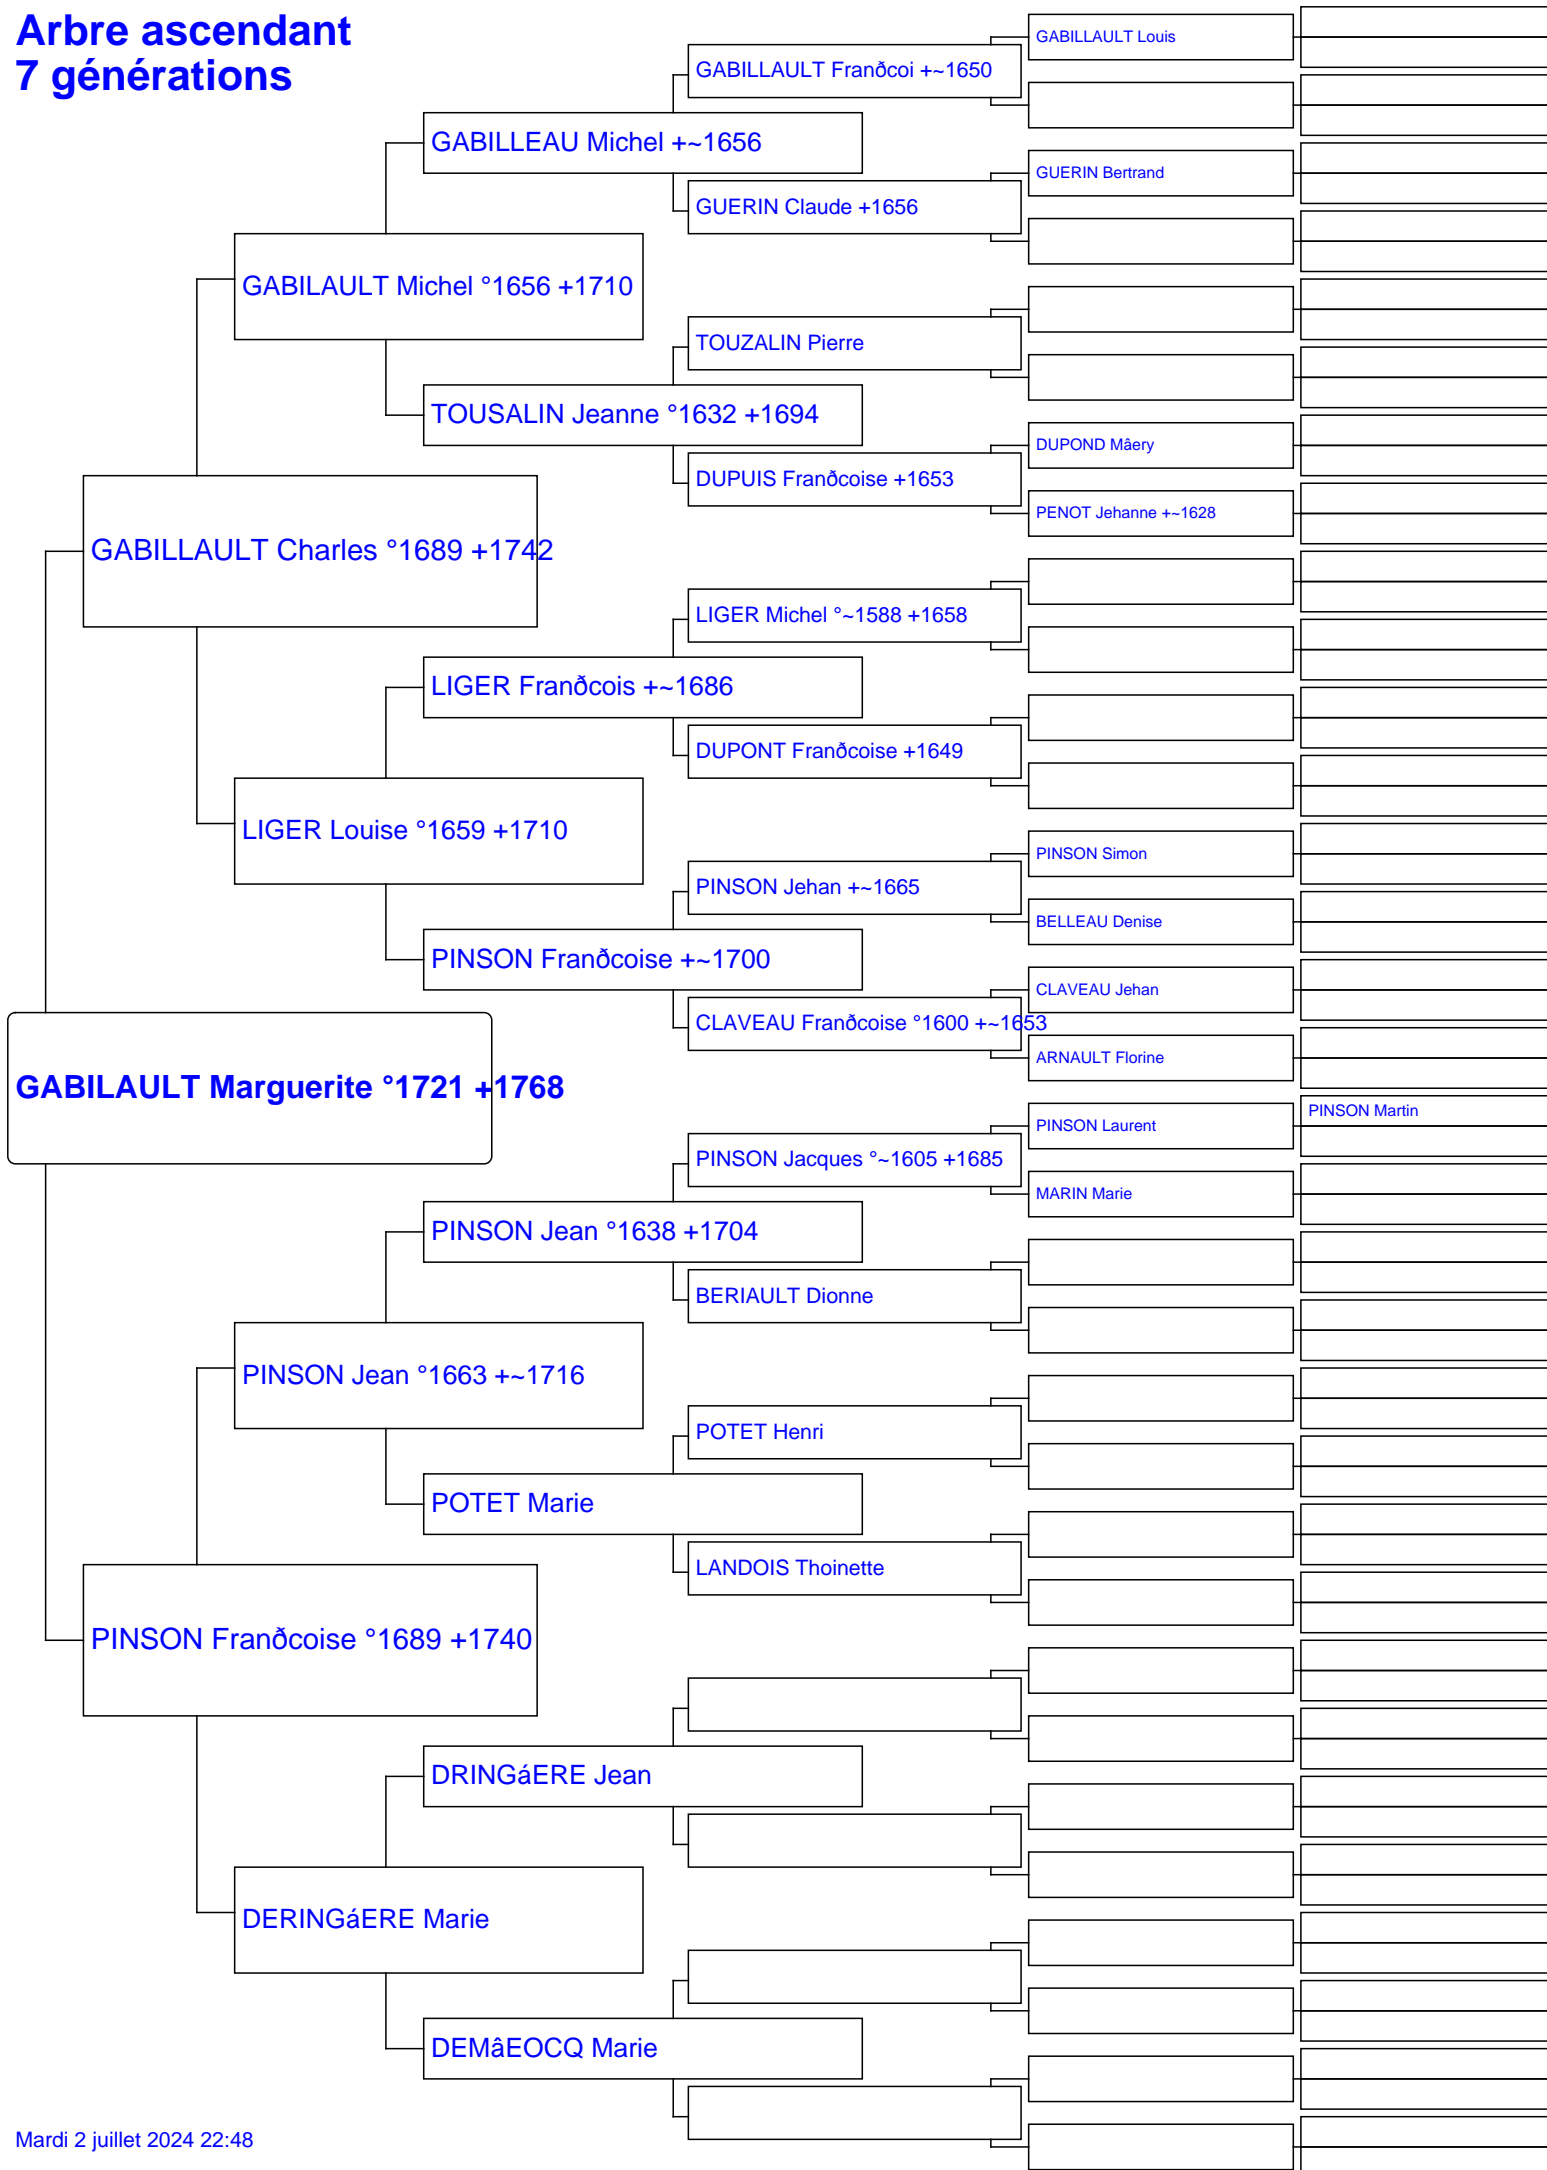 Arbre ascendant
7 générations
GABILLAULT Louis
GABILLAULT Franðcoi +~1650
GABILLEAU Michel +~1656
GUERIN Bertrand
GUERIN Claude +1656
GABILAULT Michel °1656 +1710
TOUZALIN Pierre
TOUSALIN Jeanne °1632 +1694
DUPOND Mâery
DUPUIS Franðcoise +1653
PENOT Jehanne +~1628
GABILLAULT Charles °1689 +1742
LIGER Michel °~1588 +1658
LIGER Franðcois +~1686
DUPONT Franðcoise +1649
LIGER Louise °1659 +1710
PINSON Simon
PINSON Jehan +~1665
BELLEAU Denise
PINSON Franðcoise +~1700
CLAVEAU Jehan
CLAVEAU Franðcoise °1600 +~1653
ARNAULT Florine
GABILAULT Marguerite °1721 +1768
PINSON Martin
PINSON Laurent
PINSON Jacques °~1605 +1685
MARIN Marie
PINSON Jean °1638 +1704
BERIAULT Dionne
PINSON Jean °1663 +~1716
POTET Henri
POTET Marie
LANDOIS Thoinette
PINSON Franðcoise °1689 +1740
DRINGáERE Jean
DERINGáERE Marie
DEMâEOCQ Marie
Mardi 2 juillet 2024 22:48